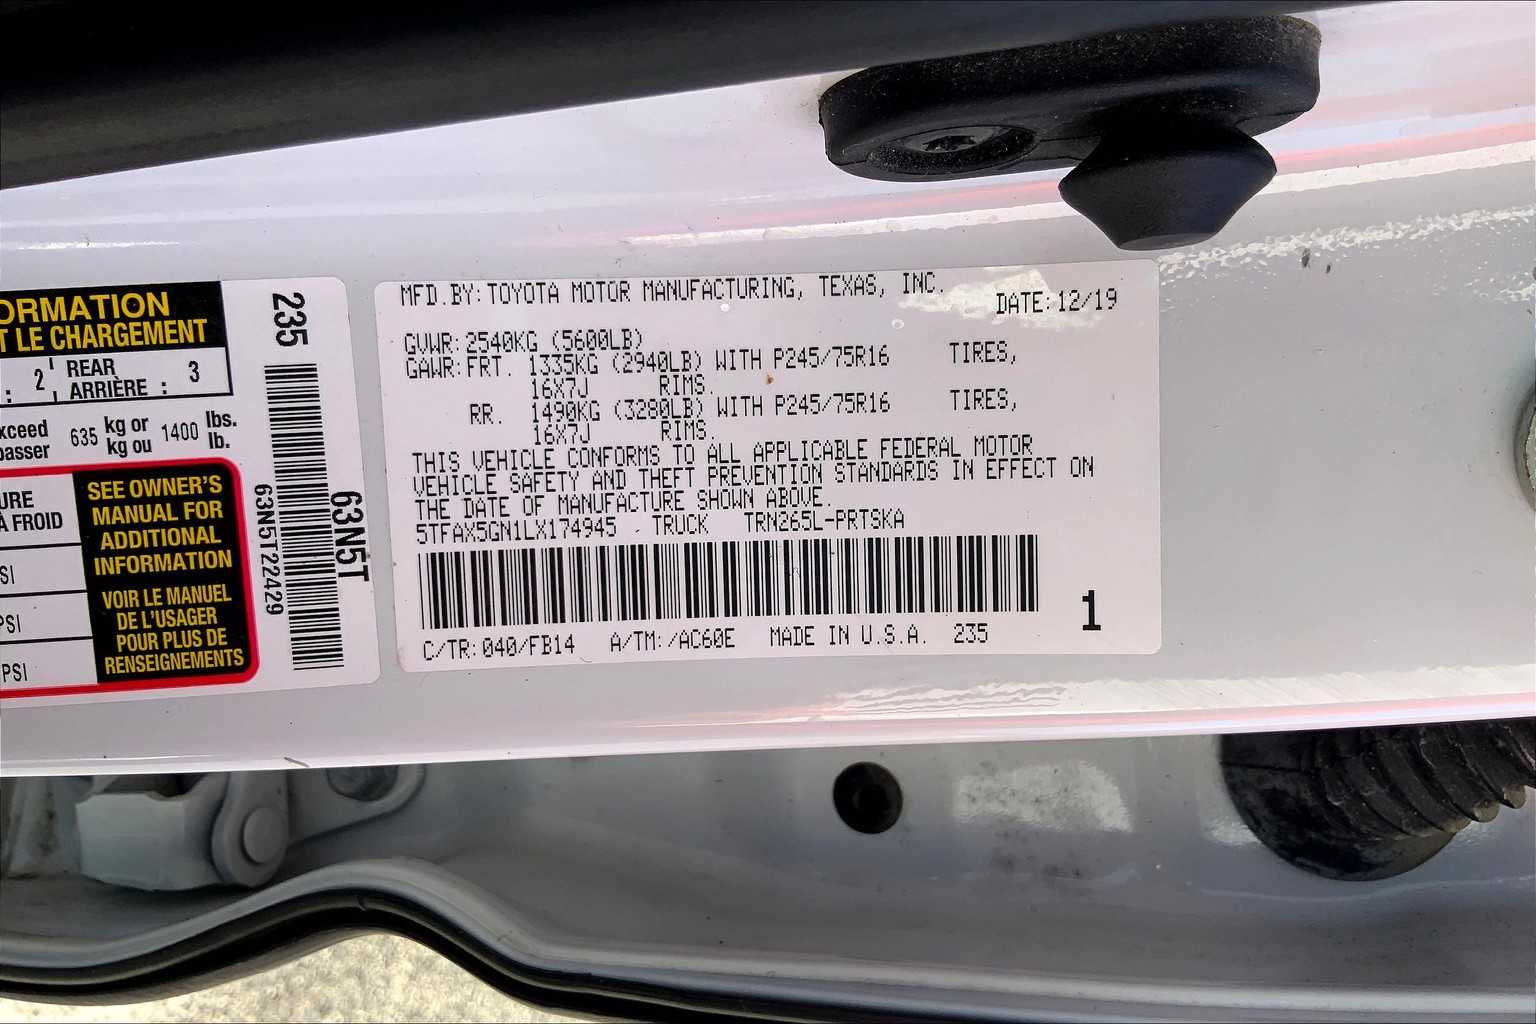 ORMATION
T LE CHARGEMENT
: 2 REAR
ARRIÈRE : 3
xceed
passer 635 kg or
kg ou 1400 lbs.
lb.
URE
À FROID
PSI
PSI
PSI
SEE OWNER'S
MANUAL FOR
ADDITIONAL
INFORMATION
VOIR LE MANUEL
DE L'USAGER
POUR PLUS DE
RENSEIGNEMENTS
235
63N5T22429
63N5T
MFD.BY:TOYOTA MOTOR MANUFACTURING, TEXAS, INC.
DATE:12/19
GVWR:2540KG (5600LB)
GAWR:FRT. 1335KG (2940LB) WITH P245/75R16 TIRES,
16X7J RIMS.
RR. 1490KG (3280LB) WITH P245/75R16 TIRES,
16X7J RIMS.
THIS VEHICLE CONFORMS TO ALL APPLICABLE FEDERAL MOTOR
VEHICLE SAFETY AND THEFT PREVENTION STANDARDS IN EFFECT ON
THE DATE OF MANUFACTURE SHOWN ABOVE.
5TFAX5GN1LX174945 TRUCK TRN265L-PRTSKA
C/TR:040/FB14 A/TM:/AC60E MADE IN U.S.A. 235
1